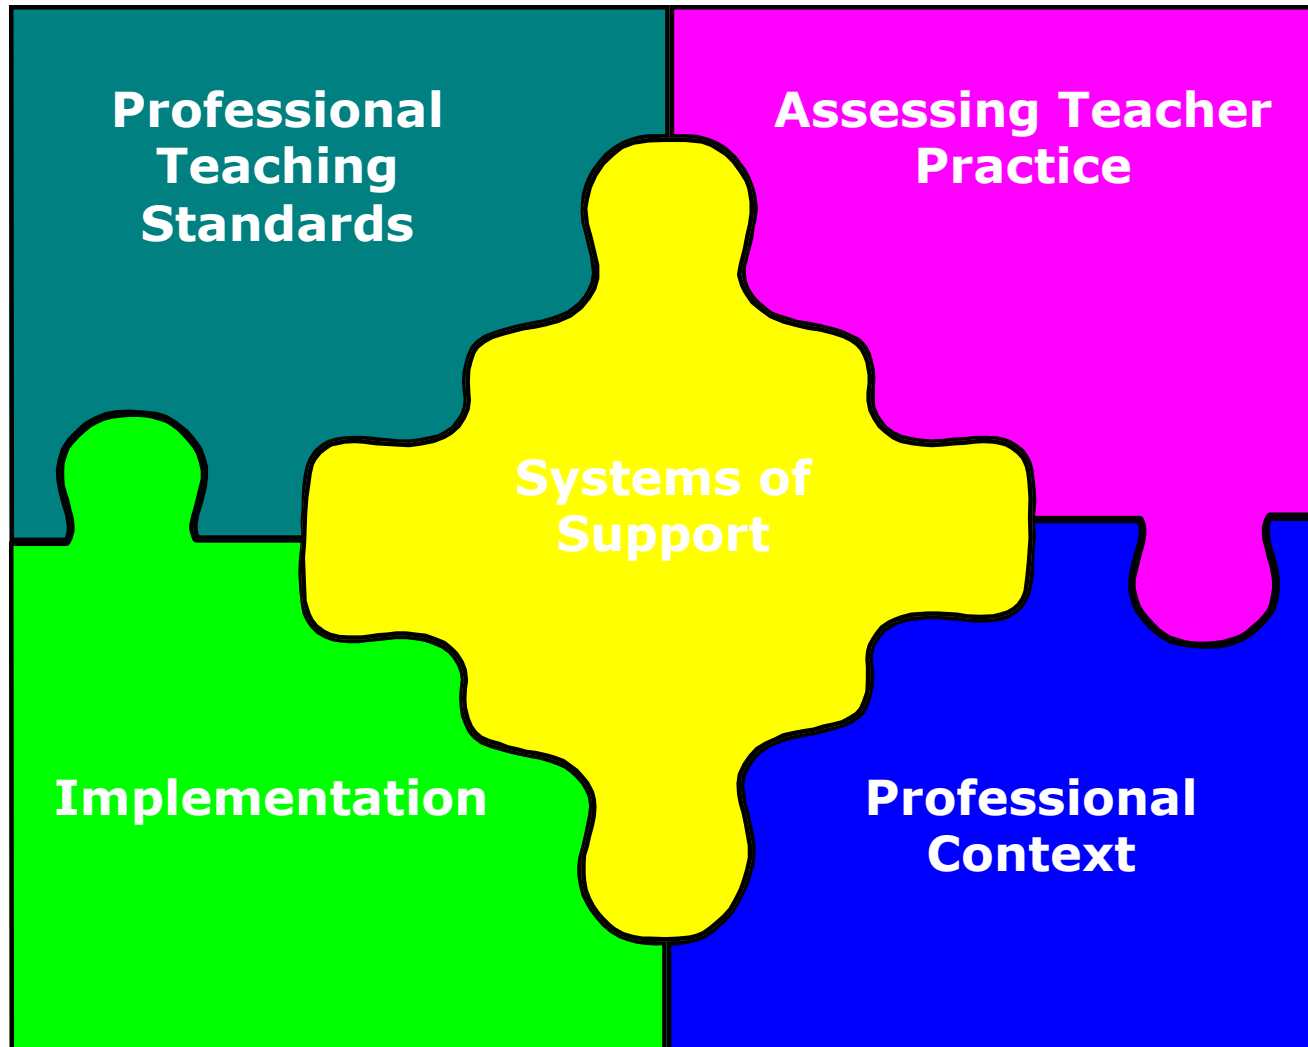 Professional
Teaching
Standards
Assessing Teacher
Practice
Systems of
Support
Implementation
Professional
Context